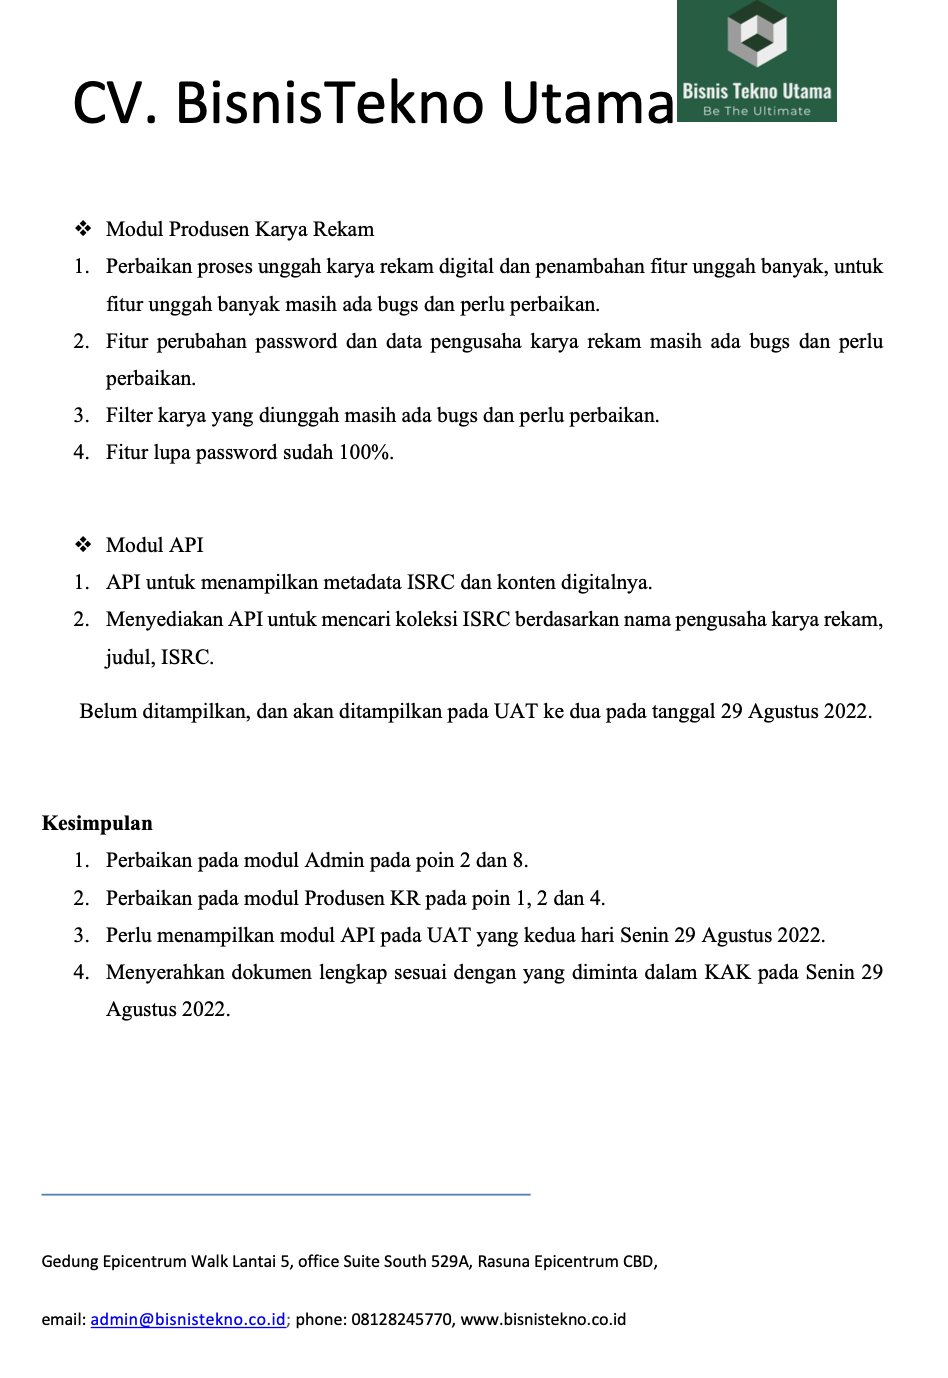 CV. BisnisTekno Utama
Bisnis Tekno Utama
Be The Ultimate
❖ Modul Produsen Karya Rekam
1. Perbaikan proses unggah karya rekam digital dan penambahan fitur unggah banyak, untuk
fitur unggah banyak masih ada bugs dan perlu perbaikan.
2. Fitur perubahan password dan data pengusaha karya rekam masih ada bugs dan perlu
perbaikan.
3. Filter karya yang diunggah masih ada bugs dan perlu perbaikan.
4. Fitur lupa password sudah 100%.
❖ Modul API
1. API untuk menampilkan metadata ISRC dan konten digitalnya.
2. Menyediakan API untuk mencari koleksi ISRC berdasarkan nama pengusaha karya rekam,
judul, ISRC.
Belum ditampilkan, dan akan ditampilkan pada UAT ke dua pada tanggal 29 Agustus 2022.
Kesimpulan
1. Perbaikan pada modul Admin pada poin 2 dan 8.
2. Perbaikan pada modul Produsen KR pada poin 1, 2 dan 4.
3. Perlu menampilkan modul API pada UAT yang kedua hari Senin 29 Agustus 2022.
4. Menyerahkan dokumen lengkap sesuai dengan yang diminta dalam KAK pada Senin 29
Agustus 2022.
Gedung Epicentrum Walk Lantai 5, office Suite South 529A, Rasuna Epicentrum CBD,
email: admin@bisnistekno.co.id; phone: 08128245770, www.bisnistekno.co.id